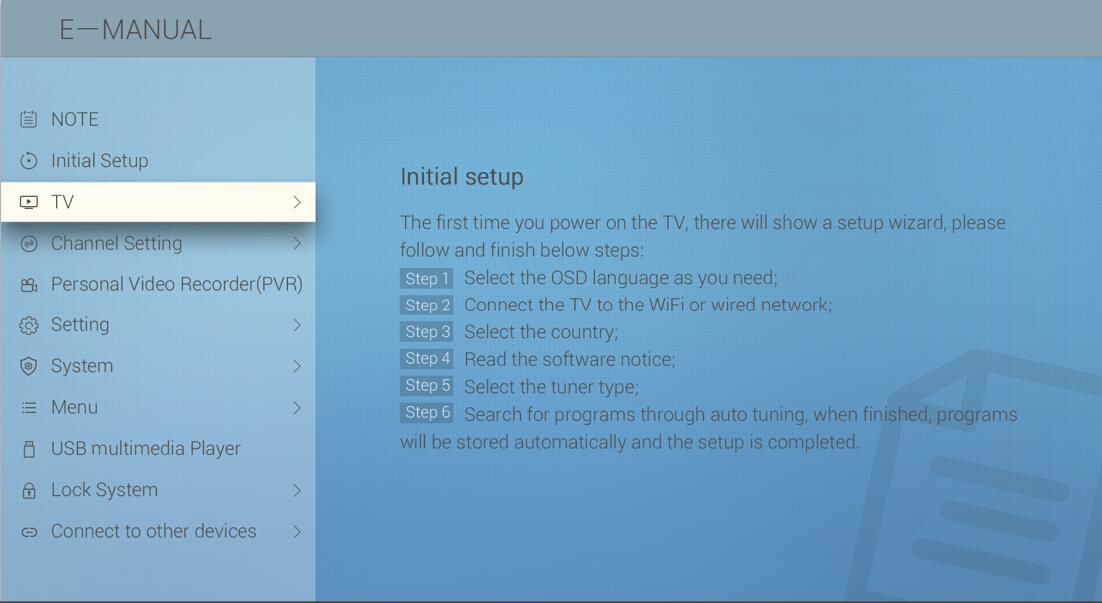 E—MANUAL
NOTE
Initial Setup
TV
Channel Setting
Personal Video Recorder(PVR)
Setting
System
Menu
USB multimedia Player
Lock System
Connect to other devices
Initial setup
The first time you power on the TV, there will show a setup wizard, please
follow and finish below steps:
Step 1 Select the OSD language as you need;
Step 2 Connect the TV to the WiFi or wired network;
Step 3 Select the country;
Step 4 Read the software notice;
Step 5 Select the tuner type;
Step 6 Search for programs through auto tuning, when finished, programs
will be stored automatically and the setup is completed.